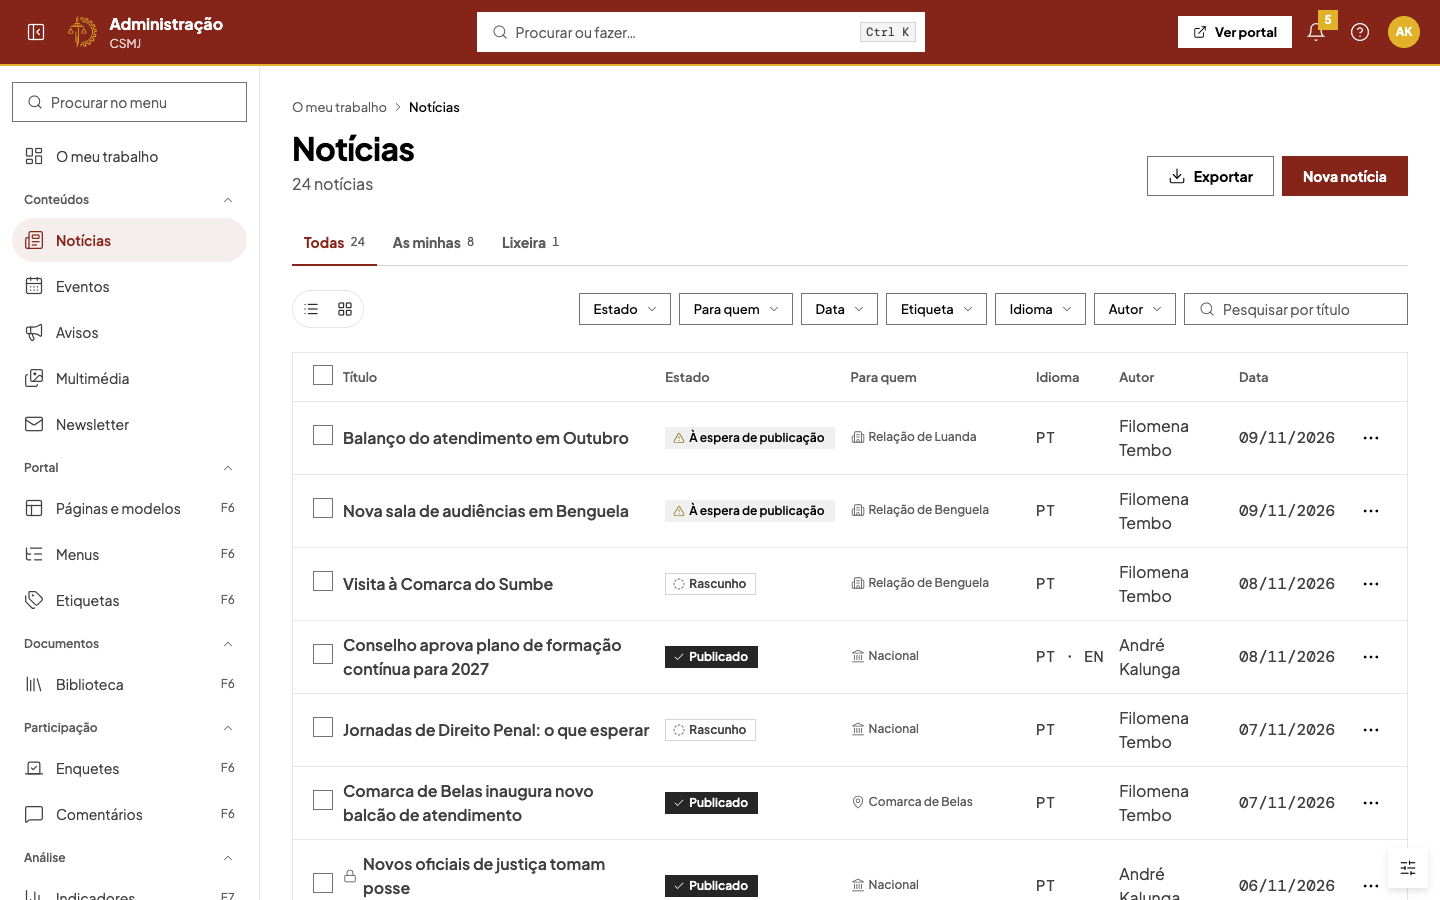 Administração
CSMJ
Procurar ou fazer...
Ctrl K
Ver portal
5
AK
Procurar no menu
O meu trabalho
Conteúdos
Notícias
Eventos
Avisos
Multimédia
Newsletter
Portal
Páginas e modelos F6
Menus F6
Etiquetas F6
Documentos
Biblioteca F6
Participação
Enquetes F6
Comentários F6
Análise
Indicadores F7
O meu trabalho > Notícias
Notícias
24 notícias
Exportar
Nova notícia
Todas 24 As minhas 8 Lixeira 1
Estado Para quem Data Etiqueta Idioma Autor Pesquisar por título
Título Estado Para quem Idioma Autor Data
Balanço do atendimento em Outubro À espera de publicação Relação de Luanda PT Filomena Tembo 09/11/2026
Nova sala de audiências em Benguela À espera de publicação Relação de Benguela PT Filomena Tembo 09/11/2026
Visita à Comarca do Sumbe Rascunho Relação de Benguela PT Filomena Tembo 08/11/2026
Conselho aprova plano de formação
contínua para 2027 Publicado Nacional PT · EN André Kalunga 08/11/2026
Jornadas de Direito Penal: o que esperar Rascunho Nacional PT Filomena Tembo 07/11/2026
Comarca de Belas inaugura novo
balcão de atendimento Publicado Comarca de Belas PT Filomena Tembo 07/11/2026
Novos oficiais de justiça tomam
posse Publicado Nacional PT André Kalunga 06/11/2026